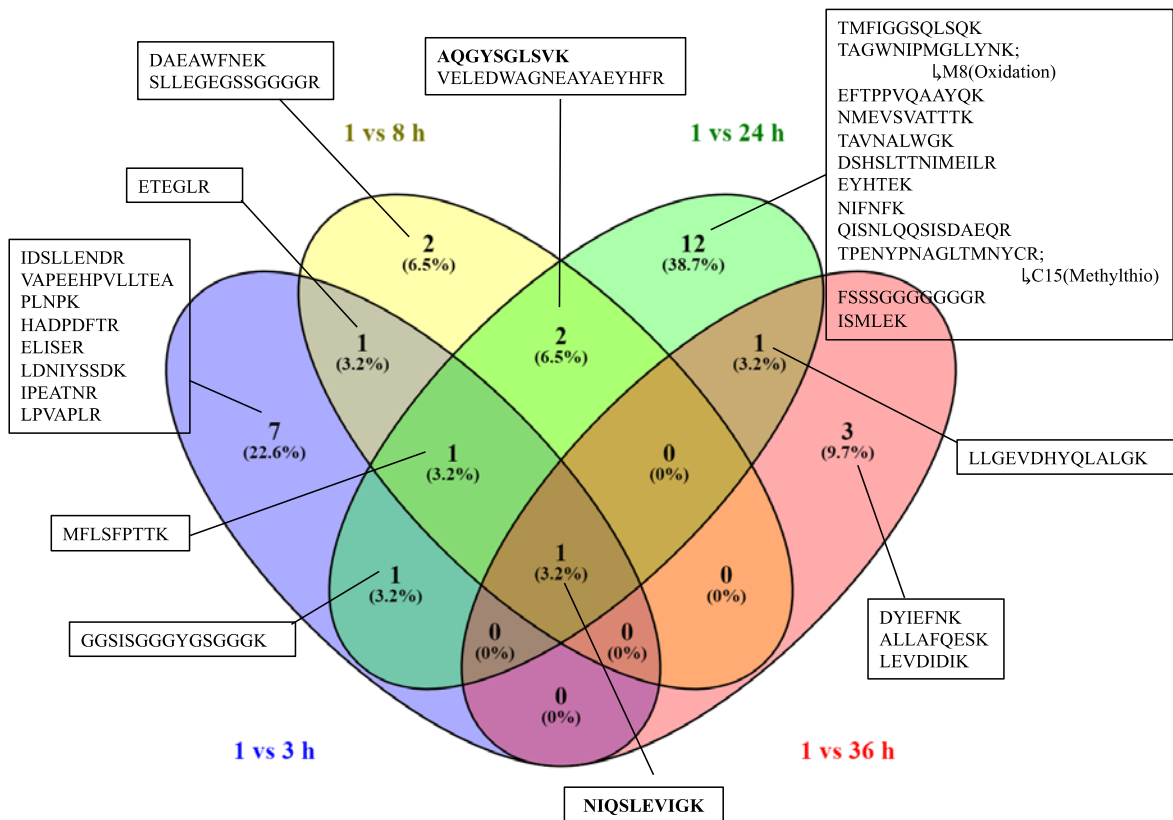 DAEAWFNEK
SLLEGEGSSGGGGR
AQGYSGLSVK
VELEDWAGNEAYAEYHFR
TMFIGGSQLSQK
TAGWNIPMGLLYNK;
↳M8(Oxidation)
EFTPPVQAAYQK
NMEVSVATTTK
TAVNALWGK
DSHSLTTNIMEILR
EYHTEK
NIFNFK
QISNLQQSISDAEQR
TPENYPNAGLTMNYCR;
↳C15(Methylthio)
FSSSGGGGGGGR
ISMLEK
1 vs 8 h
1 vs 24 h
ETEGLR
IDSLLENDR
VAPEEHPVLLTEA
PLNPK
HADPDFTR
ELISER
LDNIYSSDK
IPEATNR
LPVAPLR
2
(6.5%)
12
(38.7%)
1
(3.2%)
2
(6.5%)
1
(3.2%)
7
(22.6%)
1
(3.2%)
0
(0%)
3
(9.7%)
LLGEVDHYQLALGK
MFLSFPTTK
1
(3.2%)
1
(3.2%)
0
(0%)
GGSISGGGYGSGGGK
0
(0%)
0
(0%)
DYIEFNK
ALLAFQESK
LEVDIDIK
0
(0%)
1 vs 3 h
1 vs 36 h
NIQSLEVIGK